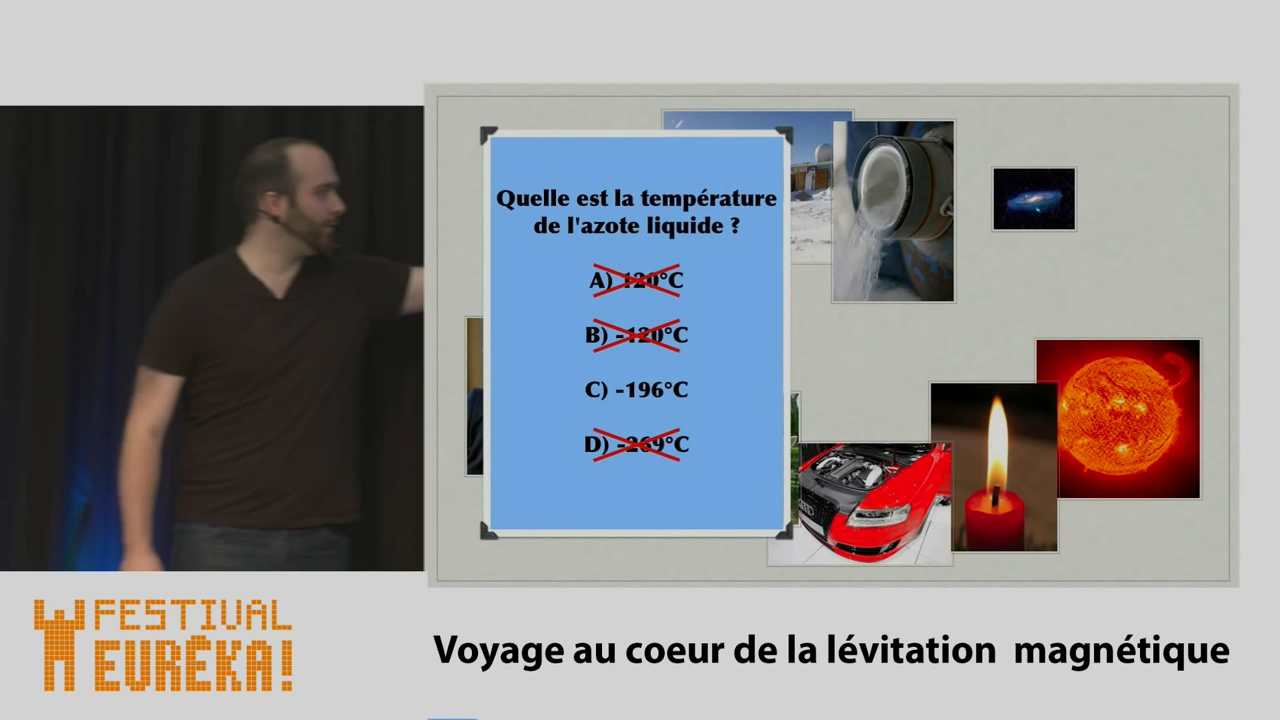 Quelle est la température
de l'azote liquide ?
A) 120°C
B) -120°C
C) -196°C
D) -269°C
FESTIVAL
EURÊKA!
Voyage au coeur de la lévitation magnétique